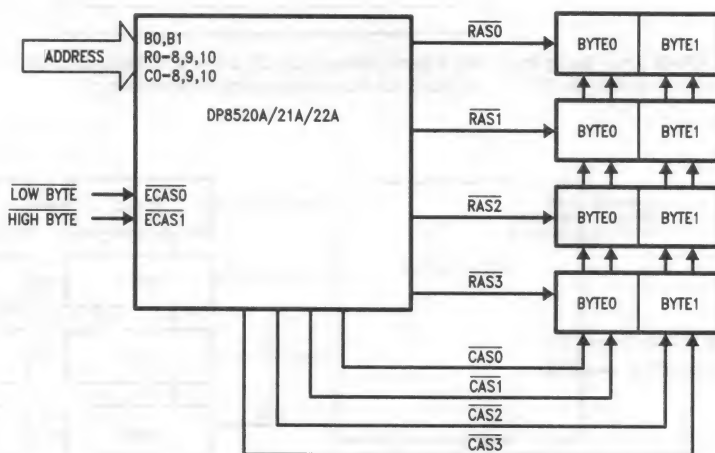 B0,B1
ADDRESS
R0-8,9,10
C0-8,9,10
DP8520A/21A/22A
LOW BYTE
ECAS0
HIGH BYTE
ECAS1
RAS0
BYTE0 BYTE1
RAS1
BYTE0 BYTE1
RAS2
BYTE0 BYTE1
RAS3
BYTE0 BYTE1
CAS0
CAS1
CAS2
CAS3